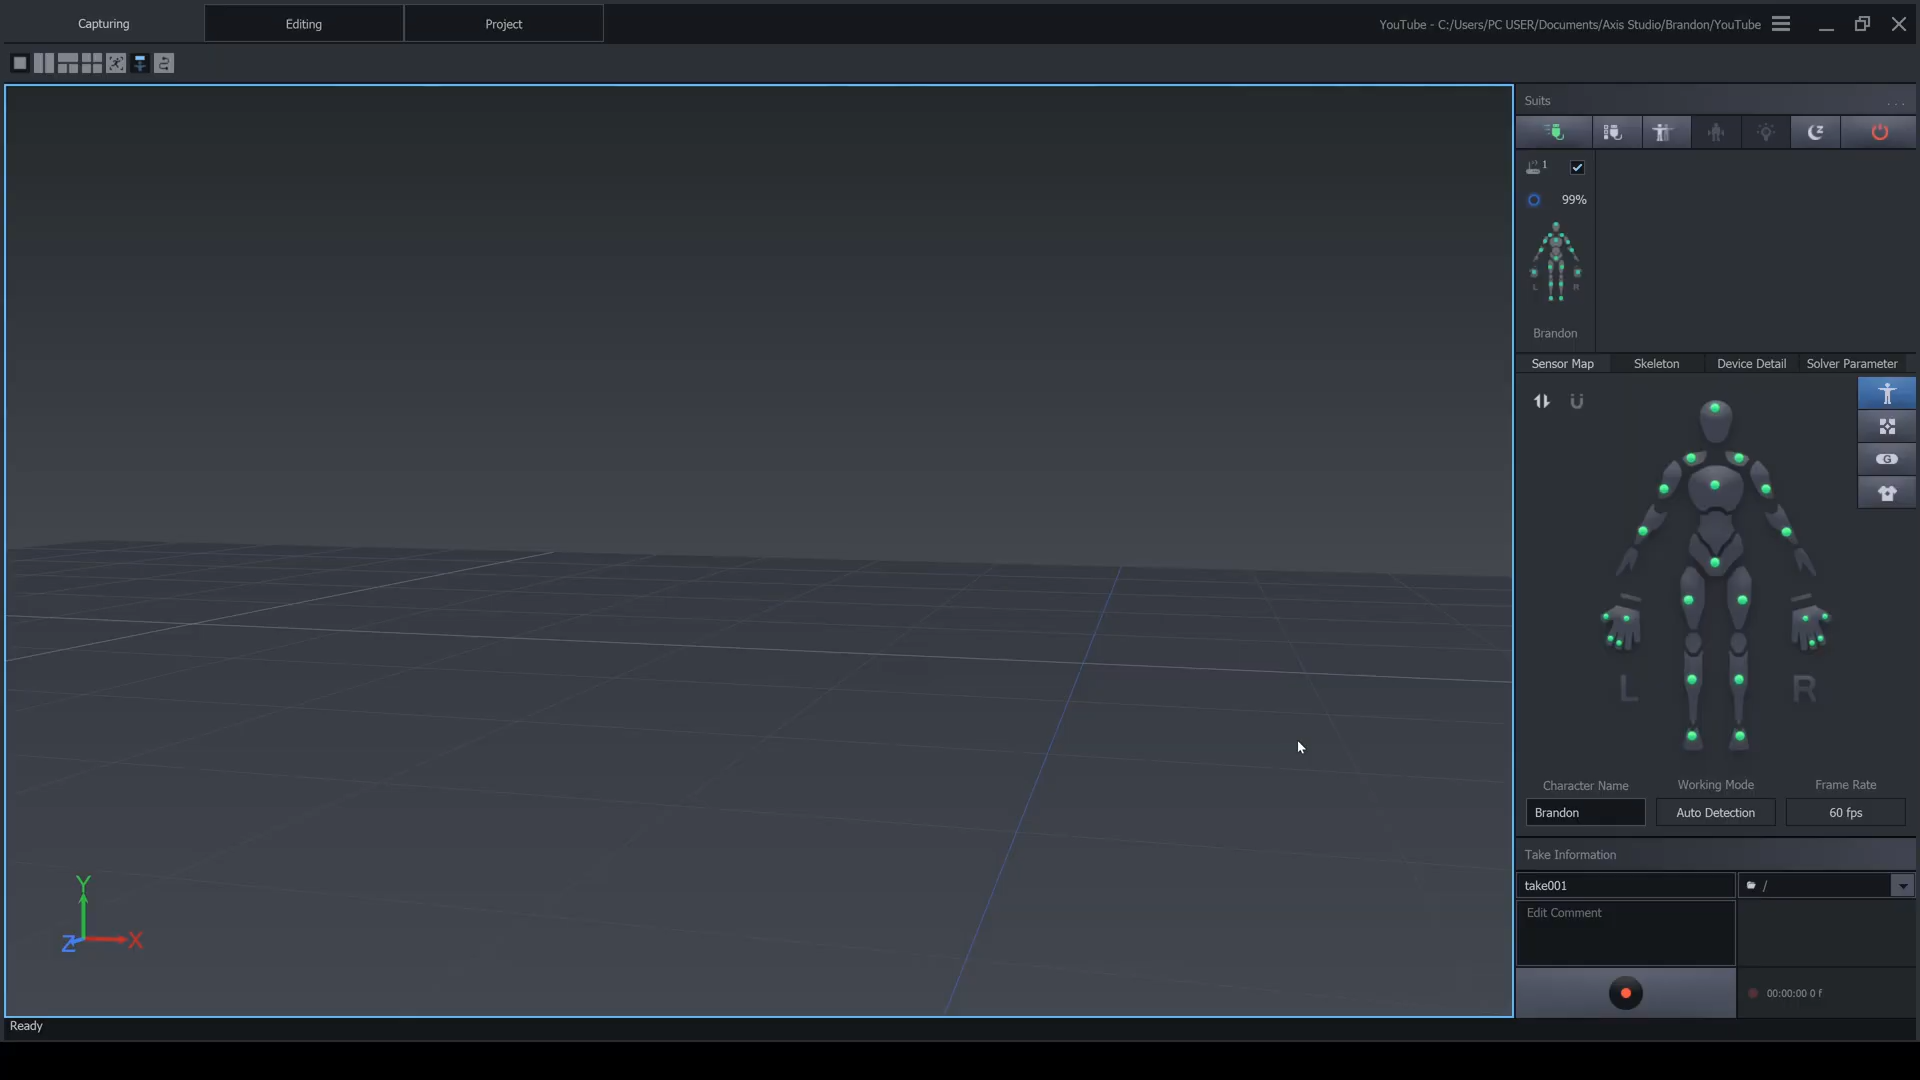 Capturing
Editing
Project
YouTube - C:/Users/PC USER/Documents/Axis Studio/Brandon/YouTube
Suits
. . .
1
99%
L R
Brandon
Sensor Map
Skeleton
Device Detail
Solver Parameter
G
L
R
Character Name
Working Mode
Frame Rate
Brandon
Auto Detection
60 fps
Take Information
take001
/
Edit Comment
00:00:00 0 f
Y
Z
X
Ready